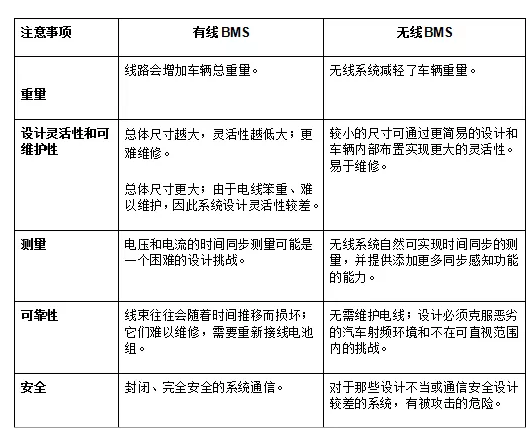 注意事项
有线BMS
无线BMS
重量
线路会增加车辆总重量。
无线系统减轻了车辆重量。
设计灵活性和可
维护性
总体尺寸越大，灵活性越低大；更
难维修。
总体尺寸更大；由于电线笨重、难
以维护，因此系统设计灵活性较差。
较小的尺寸可通过更简易的设计和
车辆内部布置实现更大的灵活性。
易于维修。
测量
电压和电流的时间同步测量可能是
一个困难的设计挑战。
无线系统自然可实现时间同步的测
量，并提供添加更多同步感知功能
的能力。
可靠性
线束往往会随着时间推移而损坏；
它们难以维修，需要重新接线电池
组。
无需维护电线；设计必须克服恶劣
的汽车射频环境和不在可直视范围
内的挑战。
安全
封闭、完全安全的系统通信。
对于那些设计不当或通信安全设计
较差的系统，有被攻击的危险。